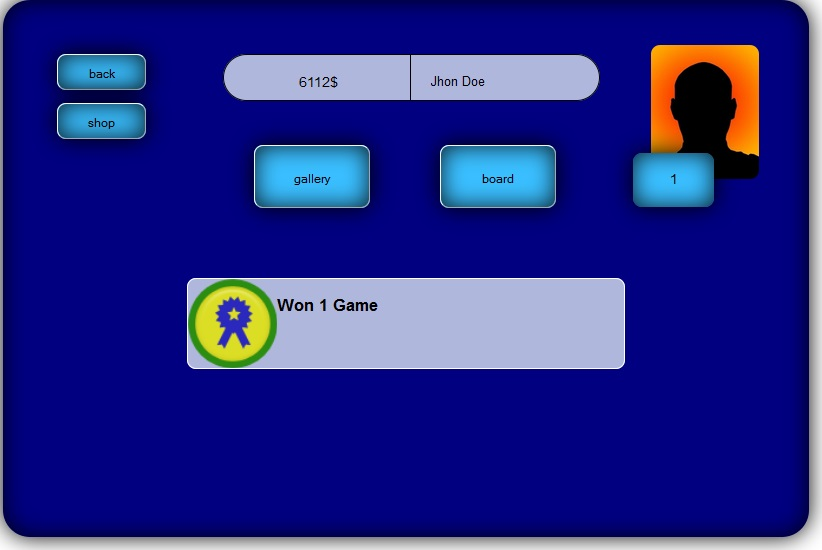 back
6112$
Jhon Doe
shop
gallery
board
1
Won 1 Game